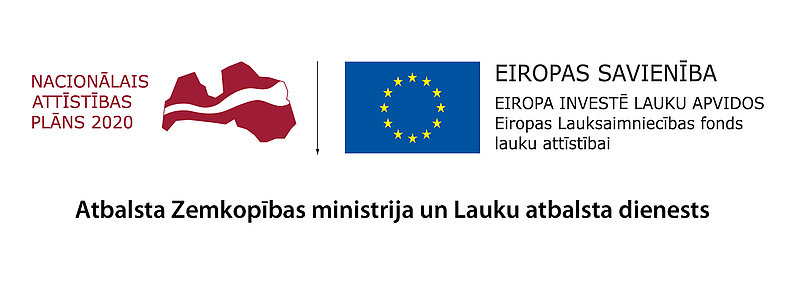 NACIONĀLAIS
ATTĪSTĪBAS
PLĀNS 2020
EIROPAS SAVIENĪBA
EIROPA INVESTĒ LAUKU APVIDOS
Eiropas Lauksaimniecības fonds
lauku attīstībai
Atbalsta Zemkopības ministrija un Lauku atbalsta dienests